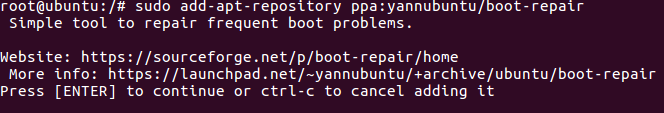 root@ubuntu:/# sudo add-apt-repository ppa:yannubuntu/boot-repair
Simple tool to repair frequent boot problems.
Website: https://sourceforge.net/p/boot-repair/home
More info: https://launchpad.net/~yannubuntu/+archive/ubuntu/boot-repair
Press [ENTER] to continue or ctrl-c to cancel adding it